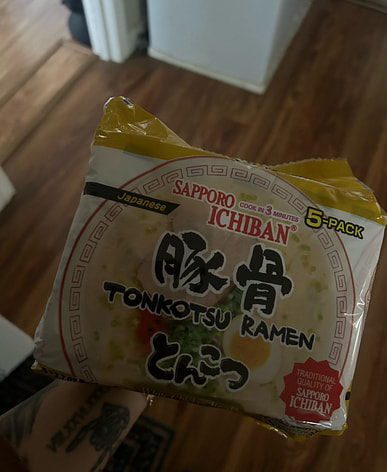 Japanese
SAPPORO
ICHIBAN®
COOK IN 3 MINUTES
5-PACK
豚骨
TONKOTSU RAMEN
とんこつ
TRADITIONAL
QUALITY OF
SAPPORO
ICHIBAN